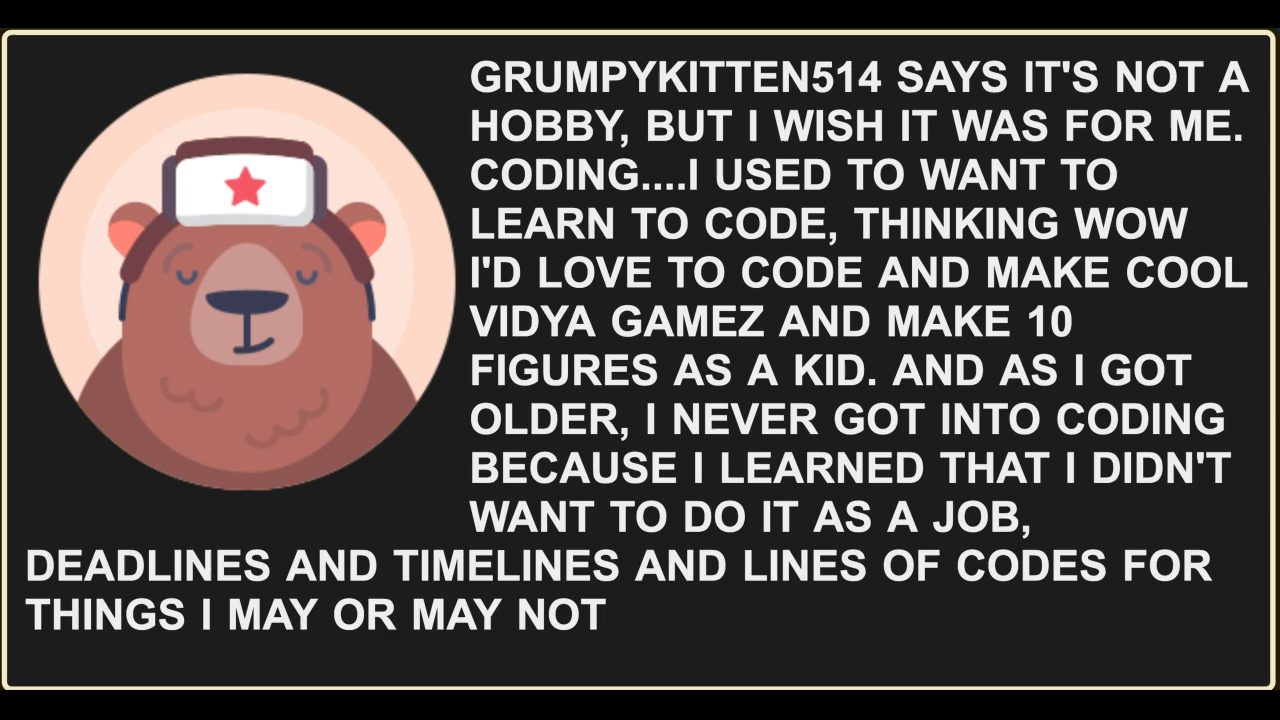 GRUMPYKITTEN514 SAYS IT'S NOT A
HOBBY, BUT I WISH IT WAS FOR ME.
CODING....I USED TO WANT TO
LEARN TO CODE, THINKING WOW
I'D LOVE TO CODE AND MAKE COOL
VIDYA GAMEZ AND MAKE 10
FIGURES AS A KID. AND AS I GOT
OLDER, I NEVER GOT INTO CODING
BECAUSE I LEARNED THAT I DIDN'T
WANT TO DO IT AS A JOB,
DEADLINES AND TIMELINES AND LINES OF CODES FOR
THINGS I MAY OR MAY NOT